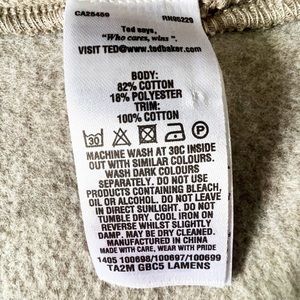 CA25459 RN95229
Ted says,
"Who cares, wins".
VISIT TED@www.tedbaker.com
BODY:
82% COTTON
18% POLYESTER
TRIM:
100% COTTON
30 P
MACHINE WASH AT 30C INSIDE
OUT WITH SIMILAR COLOURS.
WASH DARK COLOURS
SEPARATELY. DO NOT USE
PRODUCTS CONTAINING BLEACH,
OIL OR ALCOHOL. DO NOT LEAVE
IN DIRECT SUNLIGHT. DO NOT
TUMBLE DRY. COOL IRON ON
REVERSE WHILST SLIGHTLY
DAMP. MAY BE DRY CLEANED.
MANUFACTURED IN CHINA
MADE WITH CARE, WEAR WITH PRIDE
1405 100698/100697/100699
TA2M GBC5 LAMENS